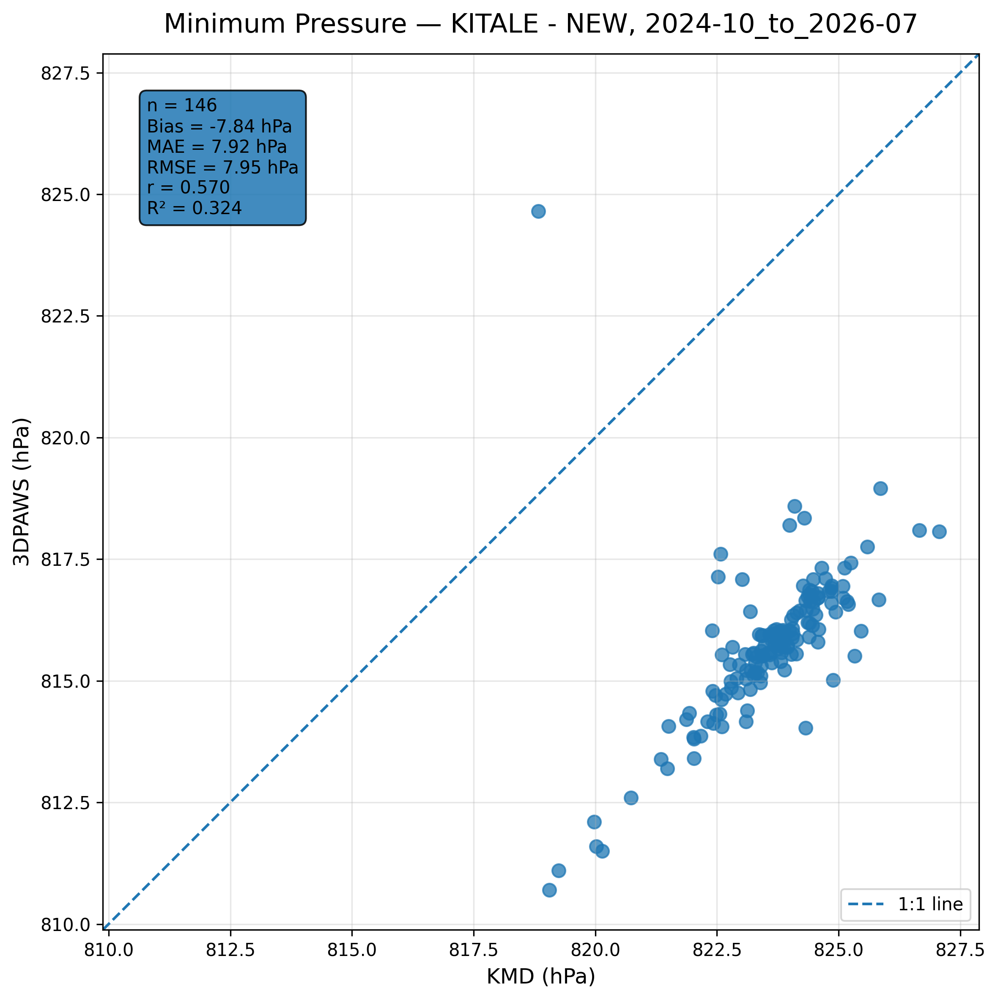 Minimum Pressure — KITALE - NEW, 2024-10_to_2026-07
827.5
825.0
822.5
820.0
817.5
815.0
812.5
810.0
3DPAWS (hPa)
n = 146
Bias = -7.84 hPa
MAE = 7.92 hPa
RMSE = 7.95 hPa
r = 0.570
R² = 0.324
1:1 line
810.0 812.5 815.0 817.5 820.0 822.5 825.0 827.5
KMD (hPa)